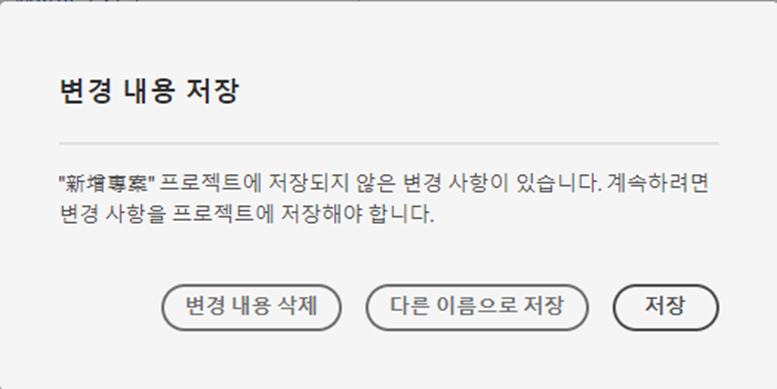 변경 내용 저장
"新增專案" 프로젝트에 저장되지 않은 변경 사항이 있습니다. 계속하려면
변경 사항을 프로젝트에 저장해야 합니다.
변경 내용 삭제
다른 이름으로 저장
저장